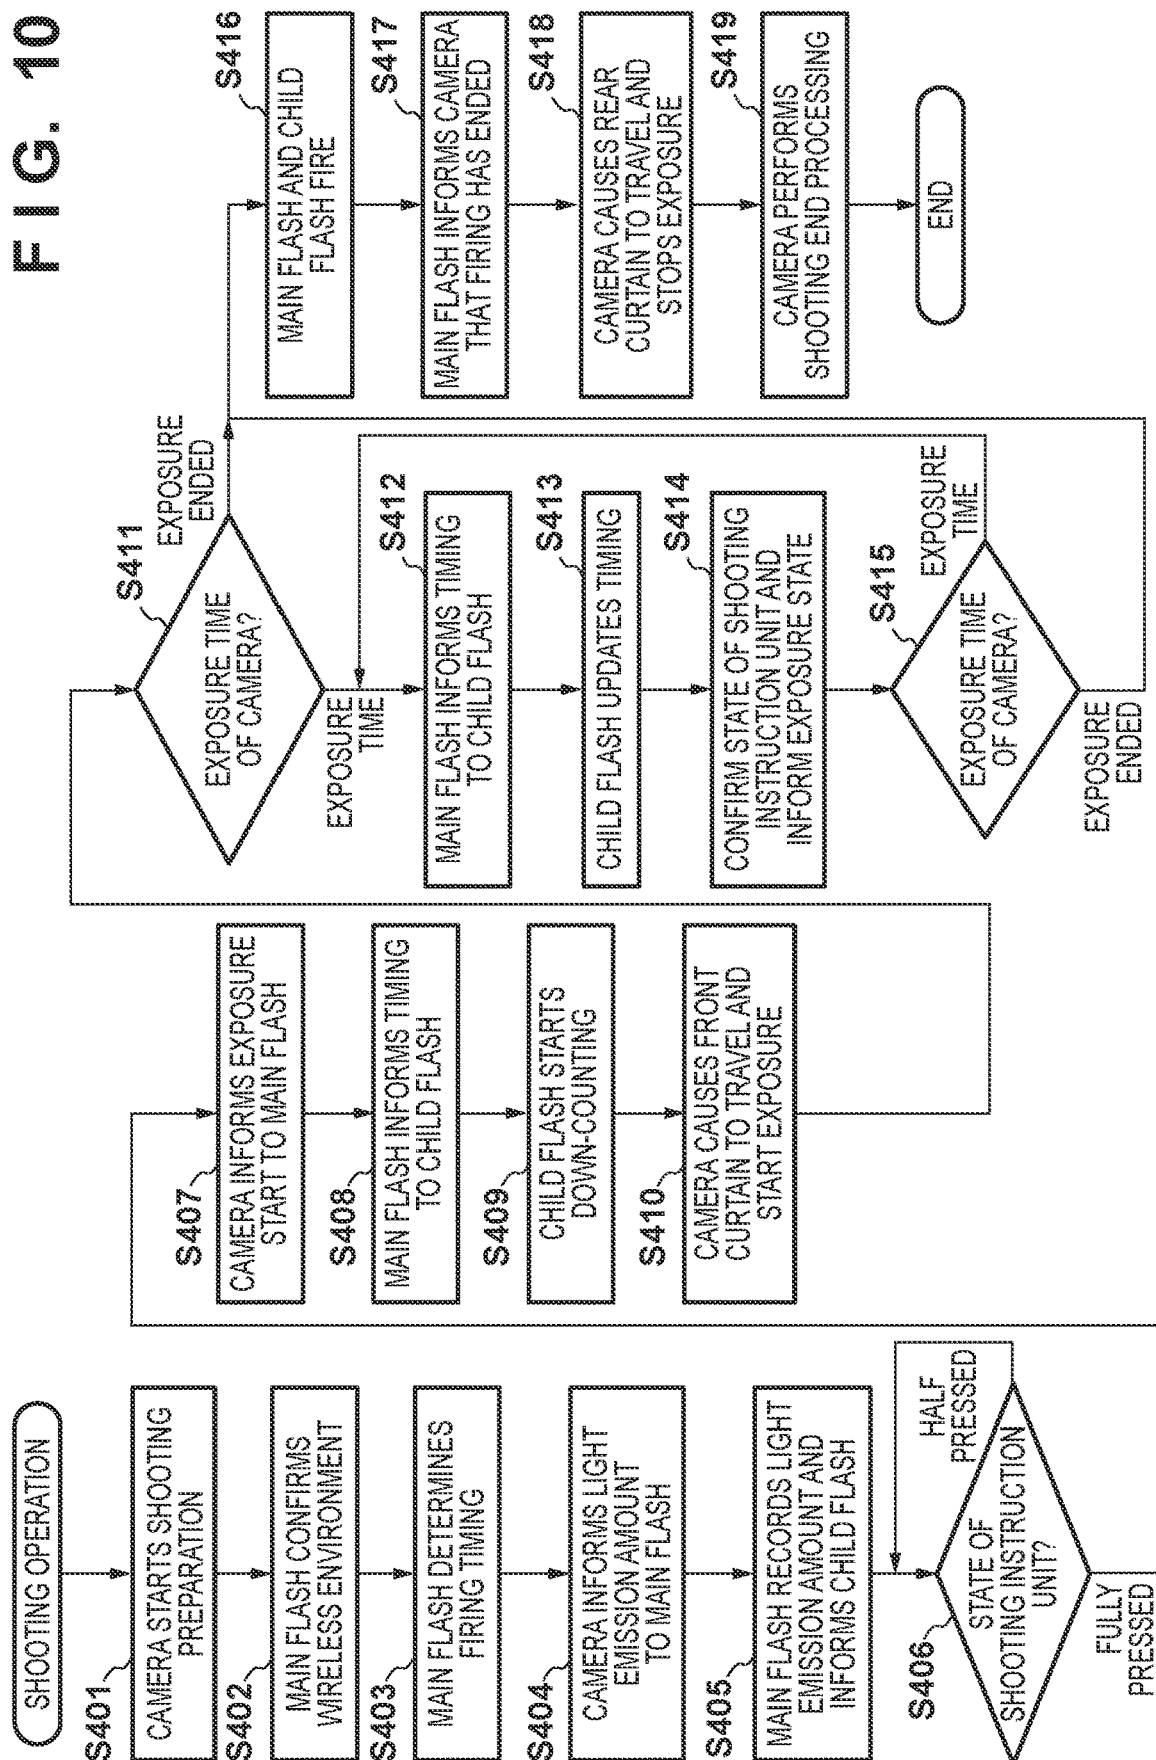 FIG. 10
SHOOTING OPERATION
S401
CAMERA STARTS SHOOTING
PREPARATION
S402
MAIN FLASH CONFIRMS
WIRELESS ENVIRONMENT
S403
MAIN FLASH DETERMINES
FIRING TIMING
S404
CAMERA INFORMS LIGHT
EMISSION AMOUNT
TO MAIN FLASH
S405
MAIN FLASH RECORDS LIGHT
EMISSION AMOUNT AND
INFORMS CHILD FLASH
S406
STATE OF
SHOOTING INSTRUCTION
UNIT?
HALF
PRESSED
FULLY
PRESSED
S407
CAMERA INFORMS EXPOSURE
START TO MAIN FLASH
S408
MAIN FLASH INFORMS TIMING
TO CHILD FLASH
S409
CHILD FLASH STARTS
DOWN-COUNTING
S410
CAMERA CAUSES FRONT
CURTAIN TO TRAVEL AND
START EXPOSURE
S411
EXPOSURE TIME
OF CAMERA?
EXPOSURE
ENDED
EXPOSURE
TIME
S412
MAIN FLASH INFORMS TIMING
TO CHILD FLASH
S413
CHILD FLASH UPDATES TIMING
S414
CONFIRM STATE OF SHOOTING
INSTRUCTION UNIT AND
INFORM EXPOSURE STATE
S415
EXPOSURE TIME
OF CAMERA?
EXPOSURE
TIME
EXPOSURE
ENDED
S416
MAIN FLASH AND CHILD
FLASH FIRE
S417
MAIN FLASH INFORMS CAMERA
THAT FIRING HAS ENDED
S418
CAMERA CAUSES REAR
CURTAIN TO TRAVEL AND
STOPS EXPOSURE
S419
CAMERA PERFORMS
SHOOTING END PROCESSING
END